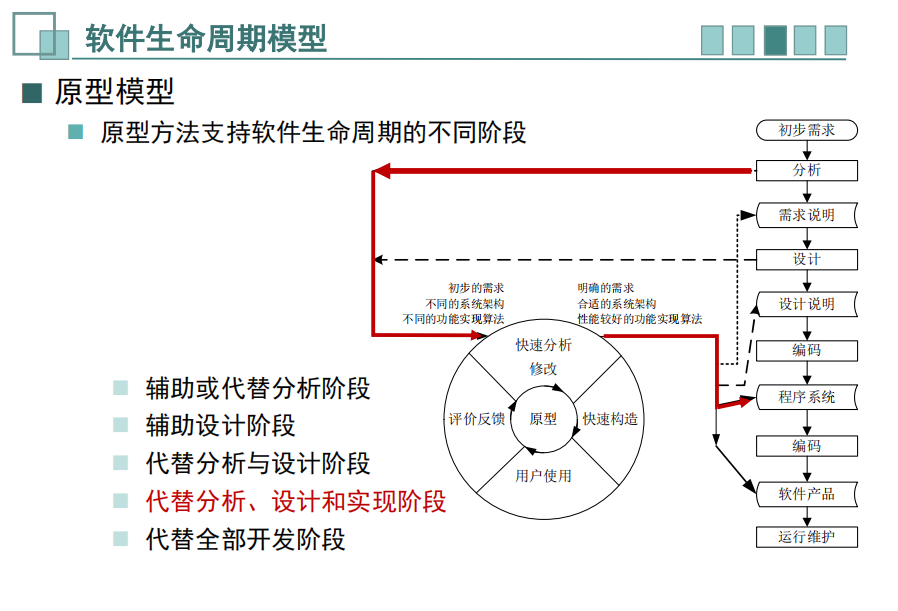 软件生命周期模型
原型模型
原型方法支持软件生命周期的不同阶段
初步需求
分析
需求说明
设计
设计说明
编码
程序系统
编码
软件产品
运行维护
初步的需求
不同的系统架构
不同的功能实现算法
明确的需求
合适的系统架构
性能较好的功能实现算法
快速分析
修改
评价反馈
原型
快速构造
用户使用
辅助或代替分析阶段
辅助设计阶段
代替分析与设计阶段
代替分析、设计和实现阶段
代替全部开发阶段